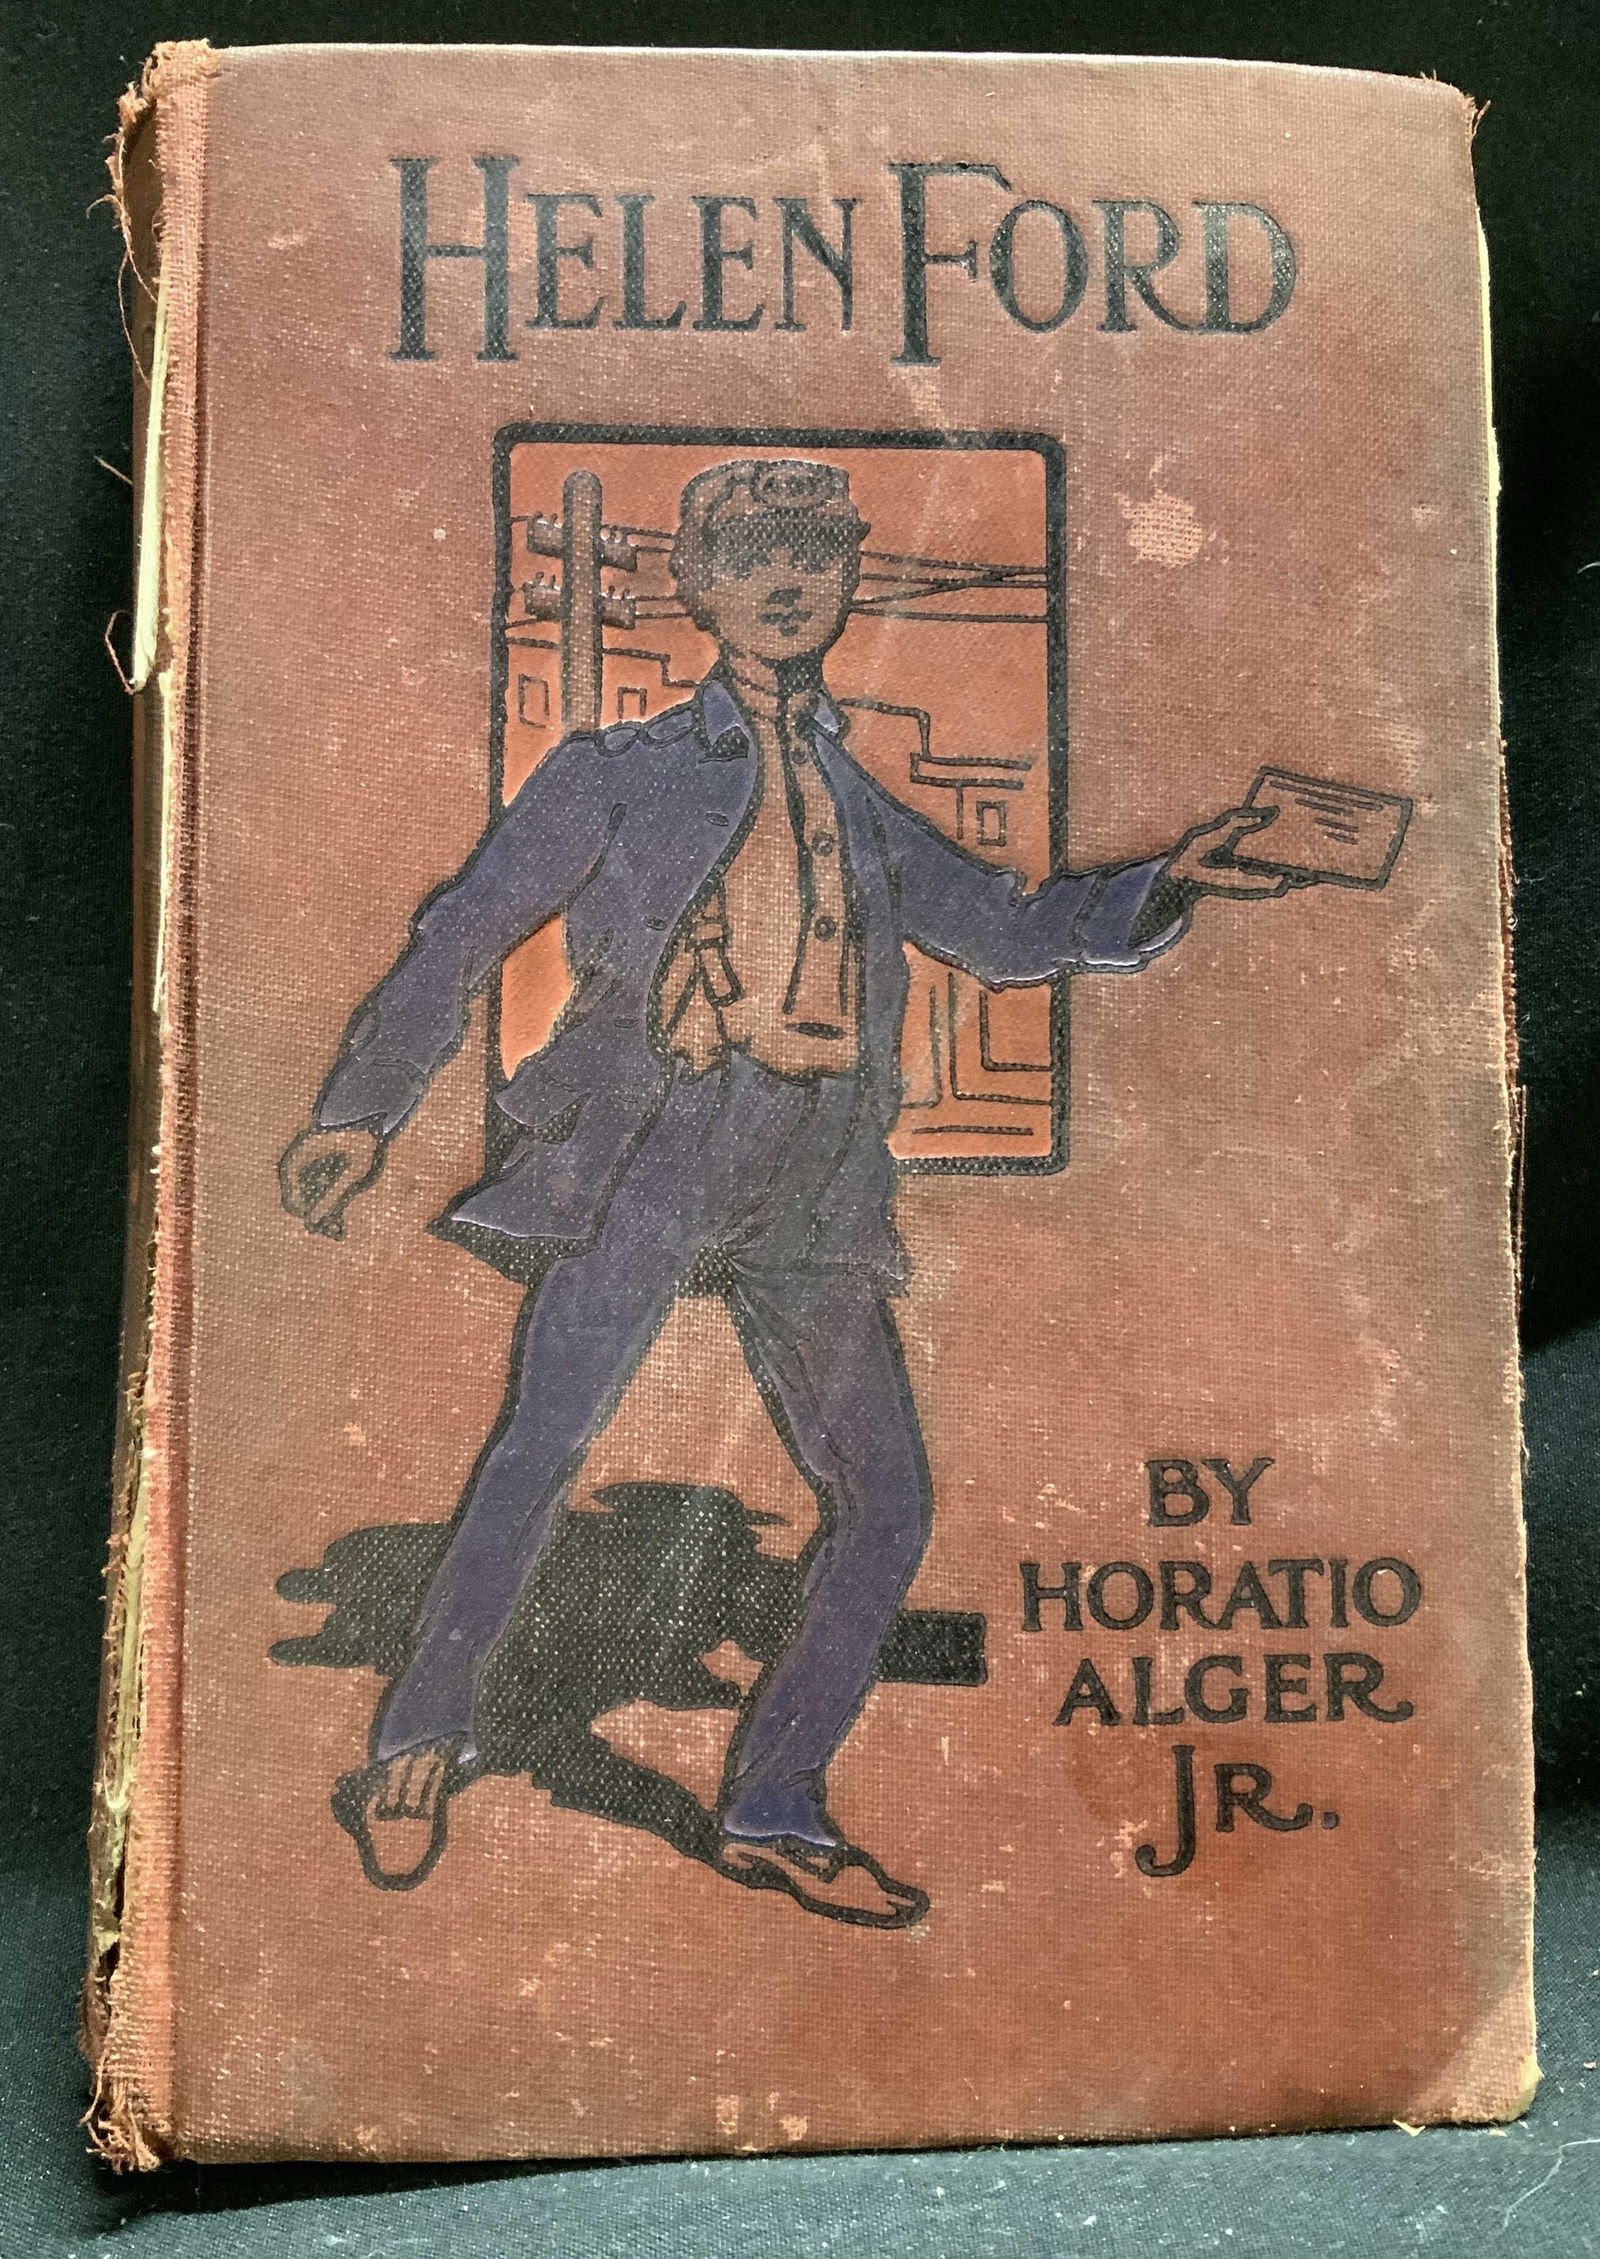 HELEN FORD
BY
HORATIO
ALGER
JR.